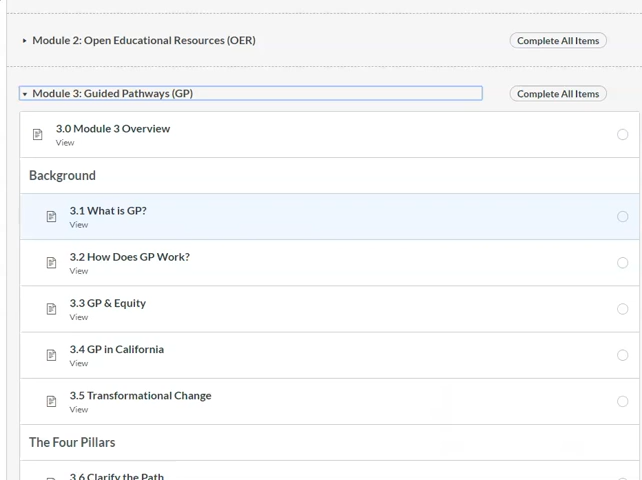 Module 2: Open Educational Resources (OER)
Complete All Items
Module 3: Guided Pathways (GP)
Complete All Items
3.0 Module 3 Overview
View
Background
3.1 What is GP?
View
3.2 How Does GP Work?
View
3.3 GP & Equity
View
3.4 GP in California
View
3.5 Transformational Change
View
The Four Pillars
3.6 Clarify the Path